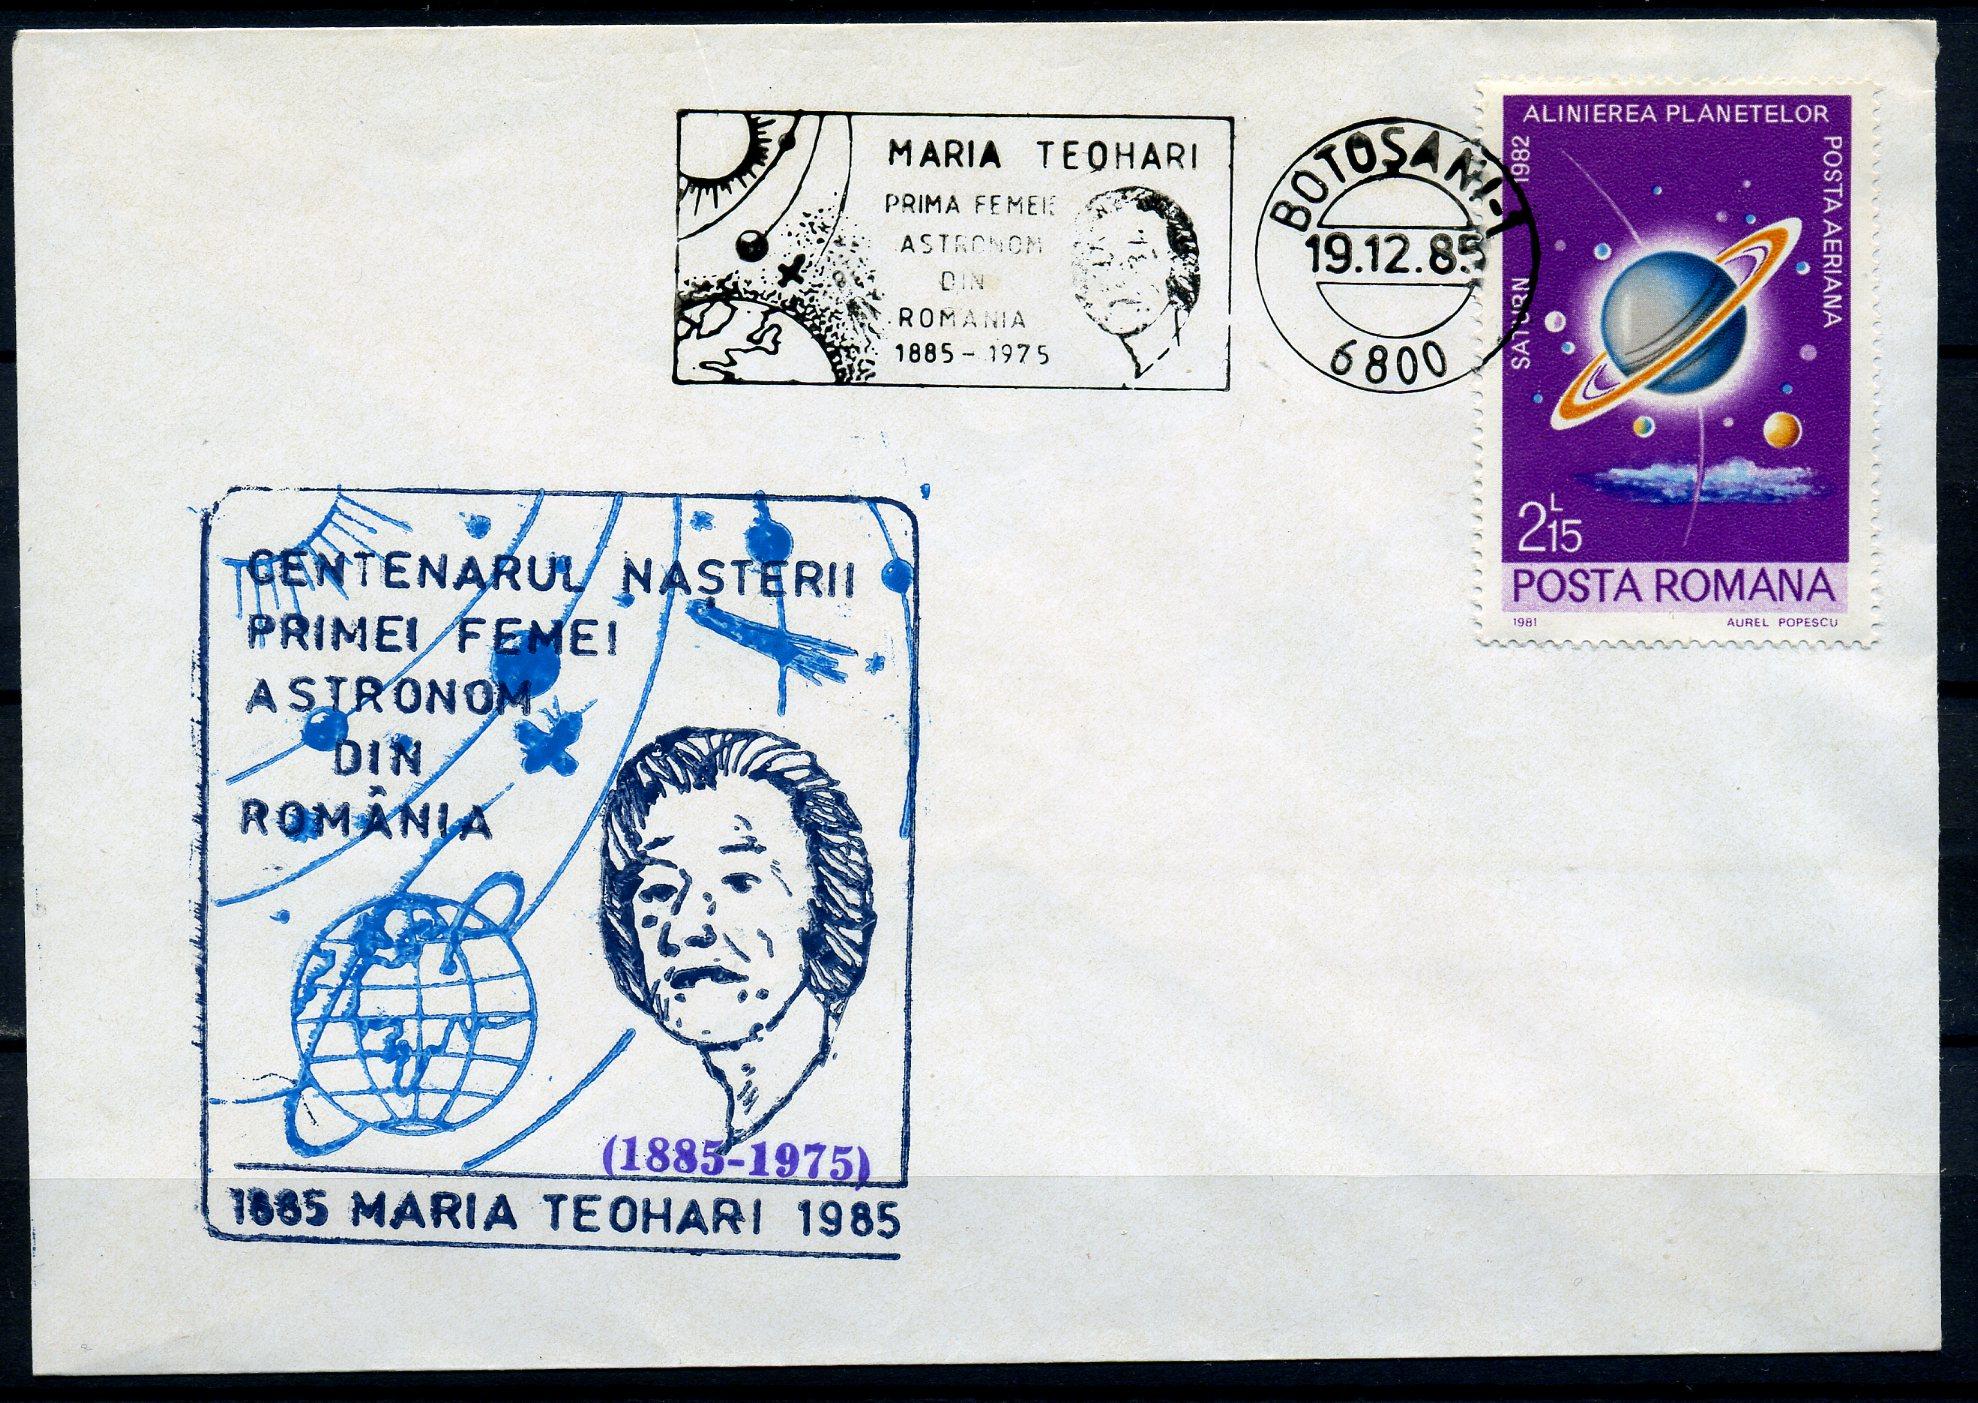 MARIA TEOHARI
PRIMA FEMEIE
ASTRONOM
DIN
ROMANIA
1885 - 1975
BOTOȘANI-1
19.12.85
6800
ALINIEREA PLANETELOR
1982
SATURN
POSTA AERIANA
2L15
POSTA ROMANA
1981 AUREL POPESCU
CENTENARUL NAȘTERII
PRIMEI FEMEI
ASTRONOM
DIN
ROMÂNIA
(1885-1975)
1885 MARIA TEOHARI 1985